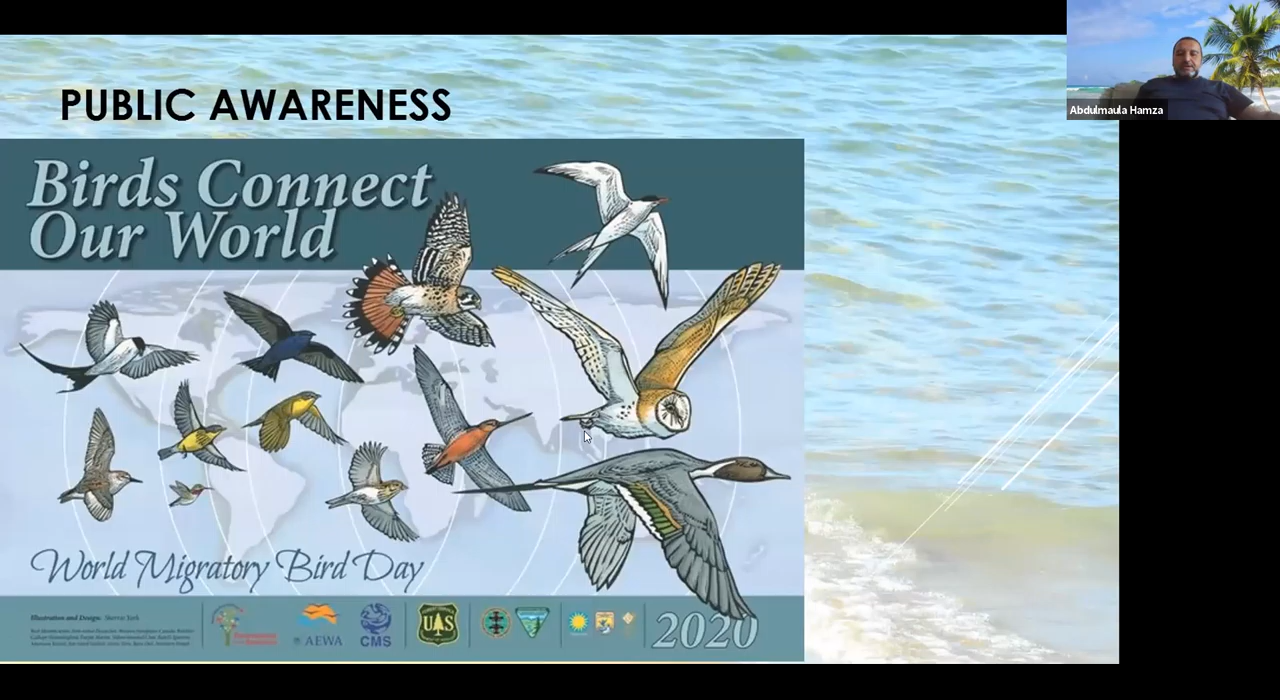 Abdulmaula Hamza
PUBLIC AWARENESS
Birds Connect
Our World
World Migratory Bird Day
Illustration and Design: Sherrie York
AEWA
CMS
U S
2020